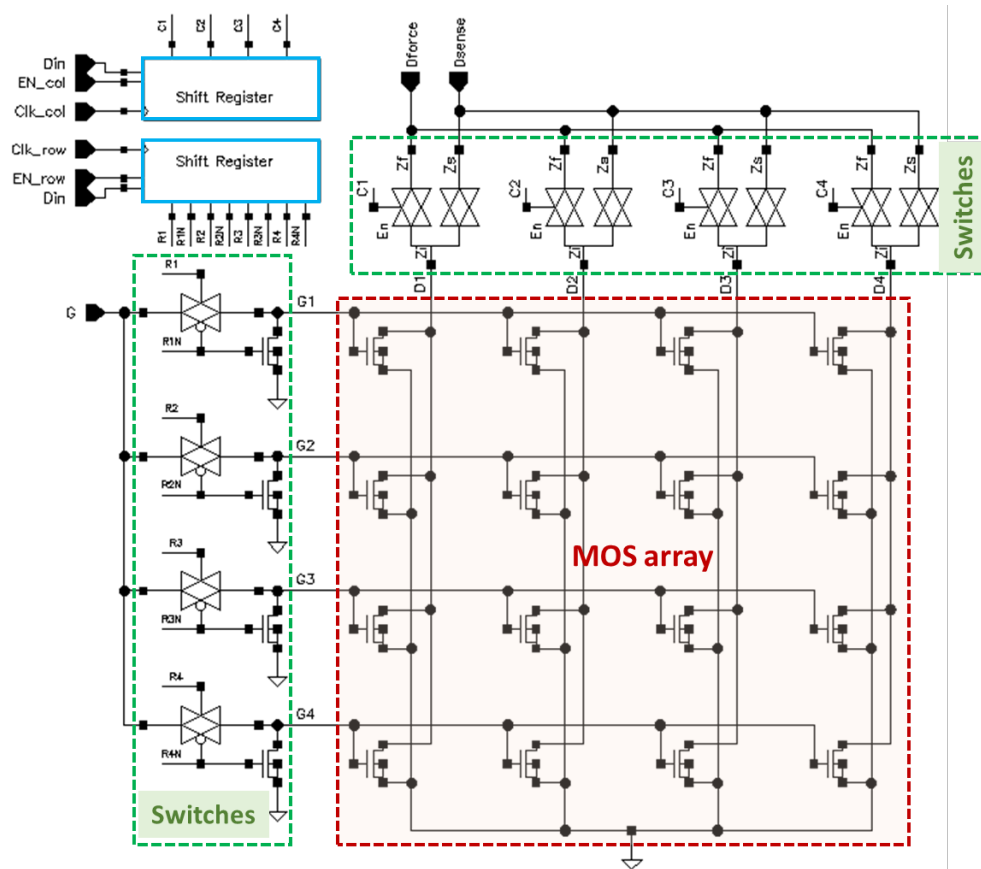 C1 C2 C3 C4
Din
EN_col
Clk_col
Shift Register
Clk_row
EN_row
Din
Shift Register
R1 R1N R2 R2N R3 R3N R4 R4N
Dforce Dsense
Zf Zs Zf Zs Zf Zs Zf Zs
C1 C2 C3 C4
En En En En
Zi Zi Zi Zi
Switches
D1 D2 D3 D4
G
R1
G1
R1N
R2
G2
R2N
R3
G3
R3N
R4
G4
R4N
MOS array
Switches